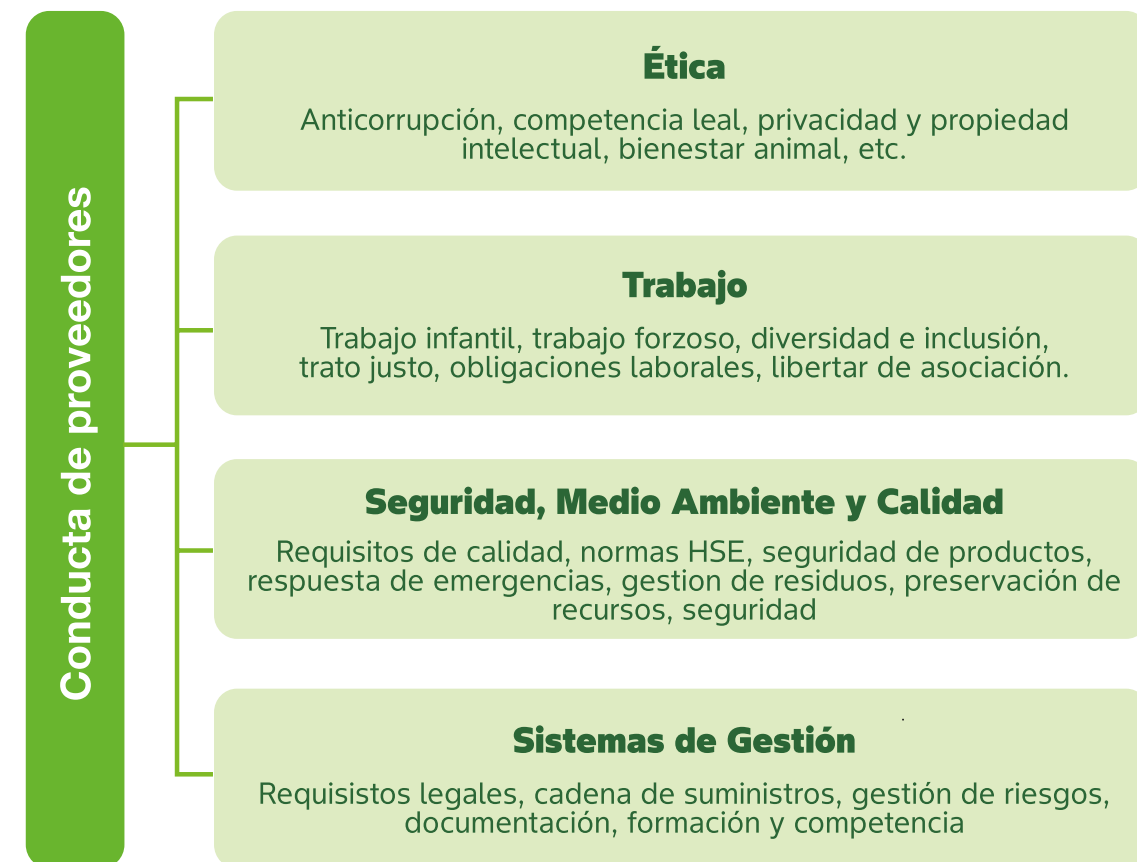 Conducta de proveedores
Ética
Anticorrupción, competencia leal, privacidad y propiedad
intelectual, bienestar animal, etc.
Trabajo
Trabajo infantil, trabajo forzoso, diversidad e inclusión,
trato justo, obligaciones laborales, libertar de asociación.
Seguridad, Medio Ambiente y Calidad
Requisitos de calidad, normas HSE, seguridad de productos,
respuesta de emergencias, gestion de residuos, preservación de
recursos, seguridad
Sistemas de Gestión
Requisistos legales, cadena de suministros, gestión de riesgos,
documentación, formación y competencia